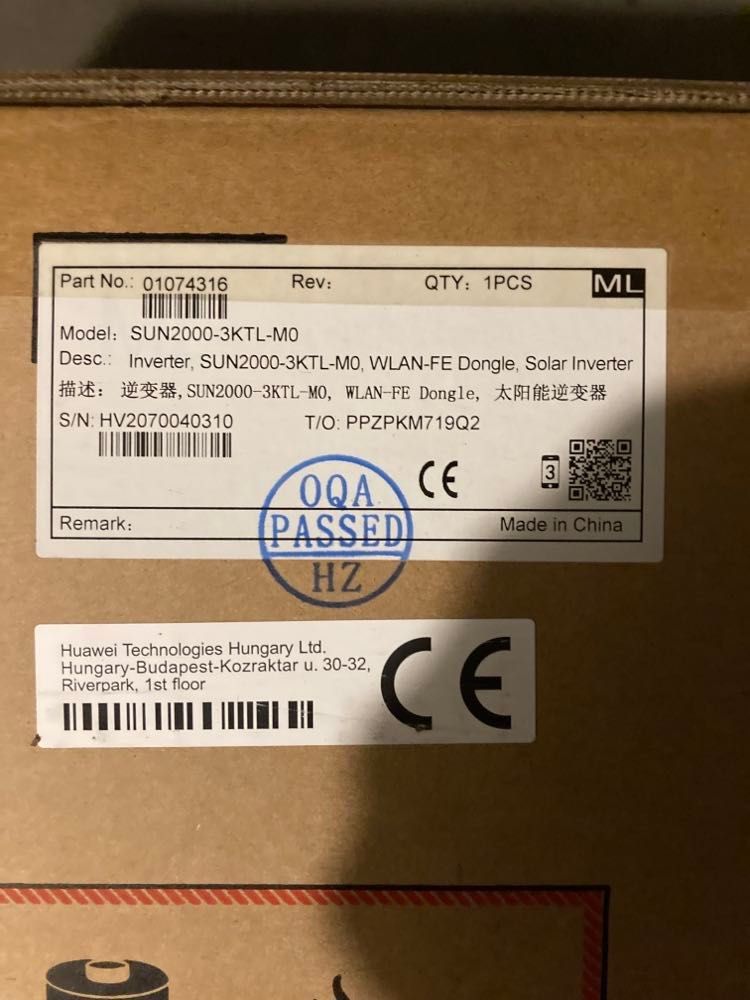 Part No.: 01074316 Rev: QTY: 1PCS ML
Model: SUN2000-3KTL-M0
Desc.: Inverter, SUN2000-3KTL-M0, WLAN-FE Dongle, Solar Inverter
描述: 逆变器,SUN2000-3KTL-M0, WLAN-FE Dongle, 太阳能逆变器
S/N: HV2070040310 T/O: PPZPKM719Q2
CE 3
OQA
PASSED
HZ
Remark: Made in China
Huawei Technologies Hungary Ltd.
Hungary-Budapest-Kozraktar u. 30-32,
Riverpark, 1st floor
CE